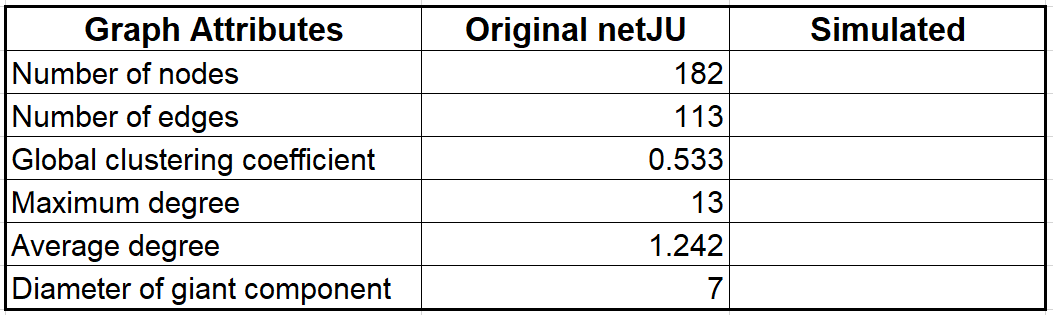 Graph Attributes Original netJU Simulated
Number of nodes 182
Number of edges 113
Global clustering coefficient 0.533
Maximum degree 13
Average degree 1.242
Diameter of giant component 7